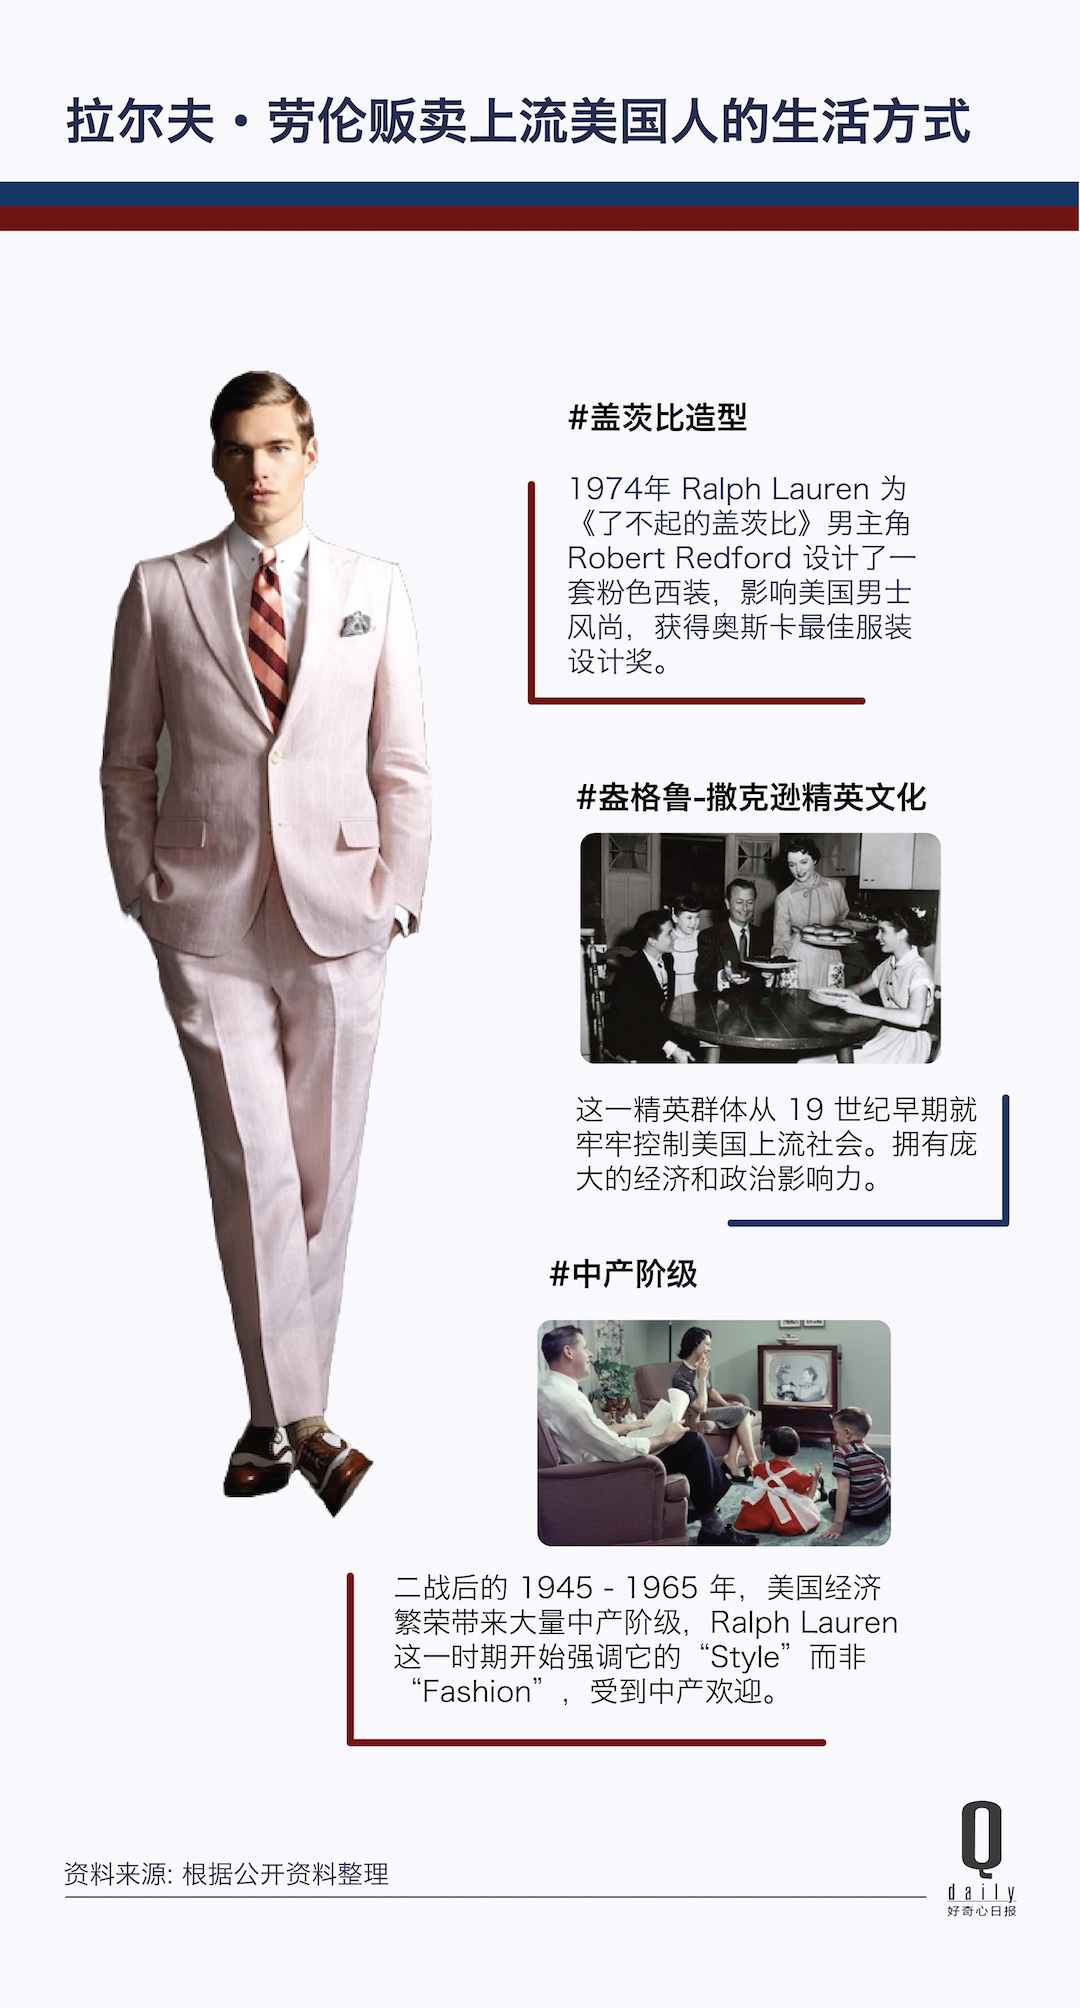 拉尔夫・劳伦贩卖上流美国人的生活方式
#盖茨比造型
1974年 Ralph Lauren 为
《了不起的盖茨比》男主角
Robert Redford 设计了一
套粉色西装，影响美国男士
风尚，获得奥斯卡最佳服装
设计奖。
#盎格鲁-撒克逊精英文化
这一精英群体从 19 世纪早期就
牢牢控制美国上流社会。拥有庞
大的经济和政治影响力。
#中产阶级
二战后的 1945 - 1965 年，美国经济
繁荣带来大量中产阶级，Ralph Lauren
这一时期开始强调它的“Style”而非
“Fashion”，受到中产欢迎。
资料来源: 根据公开资料整理
Q
daily
好奇心日报